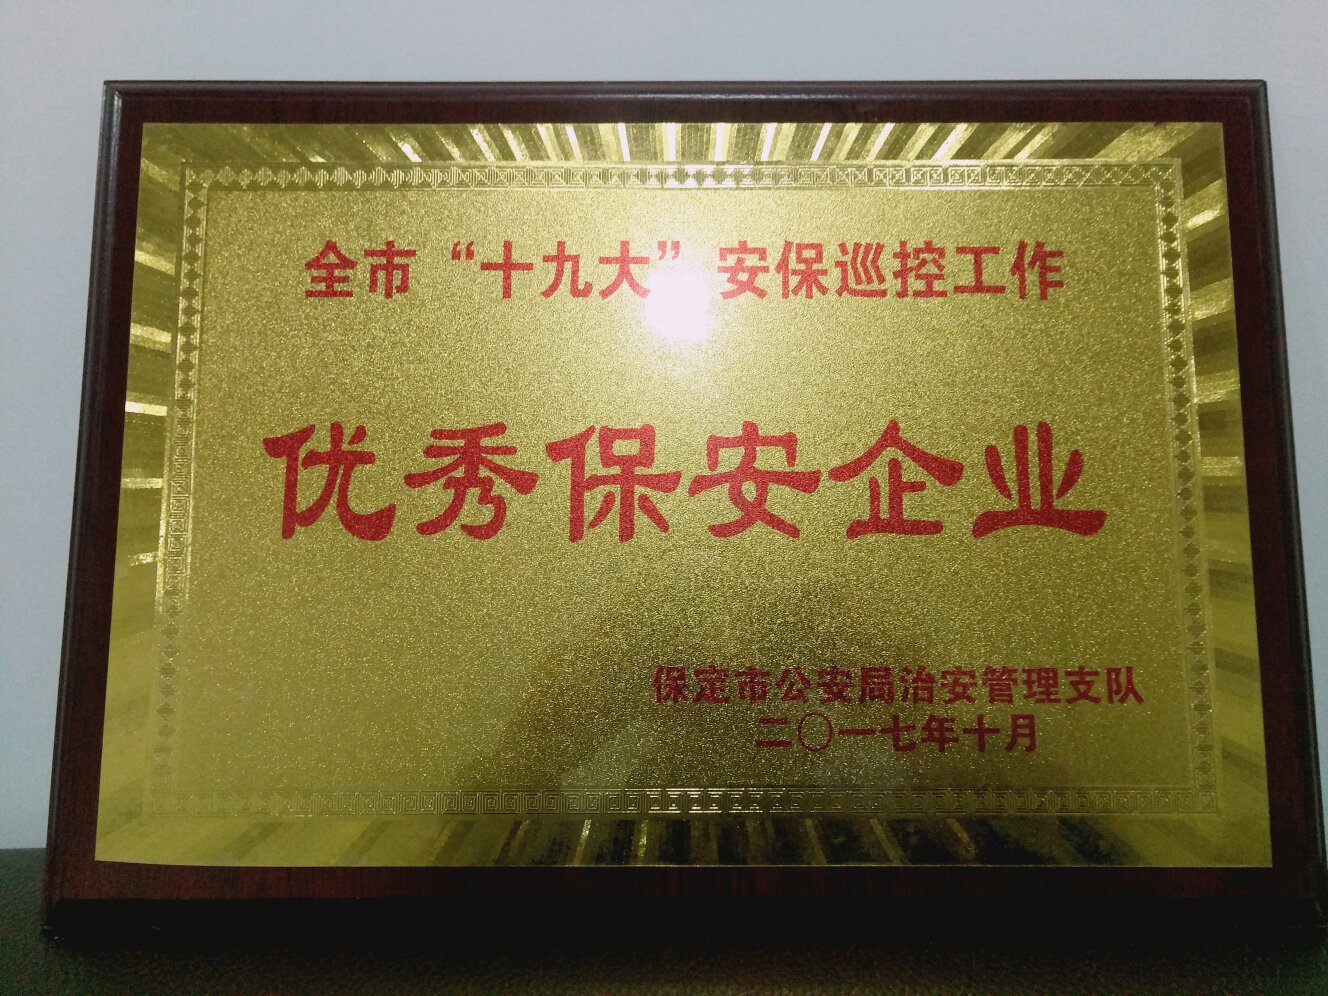 全市“十九大”安保巡控工作
优秀保安企业
保定市公安局治安管理支队
二〇一七年十月